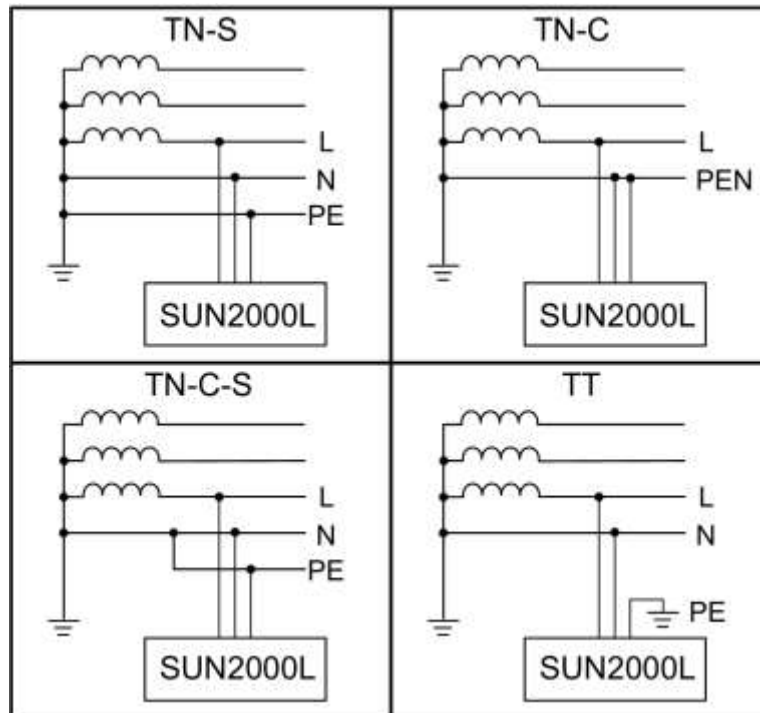 TN-S
L
N
PE
SUN2000L
TN-C
L
PEN
SUN2000L
TN-C-S
L
N
PE
SUN2000L
TT
L
N
PE
SUN2000L